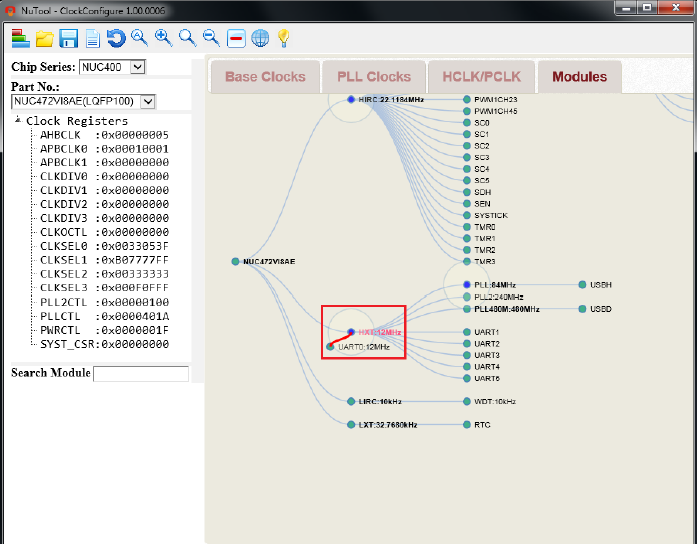 NuTool - ClockConfigure 1.00.0006
Chip Series: NUC400
Part No.:
NUC472VI8AE(LQFP100)
Clock Registers
AHBCLK :0x00000005
APBCLK0 :0x00010001
APBCLK1 :0x00000000
CLKDIV0 :0x00000000
CLKDIV1 :0x00000000
CLKDIV2 :0x00000000
CLKDIV3 :0x00000000
CLKOCTL :0x00000000
CLKSEL0 :0x0033053F
CLKSEL1 :0xB07777FF
CLKSEL2 :0x00333333
CLKSEL3 :0x000F0FFF
PLL2CTL :0x00000100
PLLCTL :0x0000401A
PWRCTL :0x0000001F
SYST_CSR:0x00000000
Search Module
Base Clocks
PLL Clocks
HCLK/PCLK
Modules
HIRC:22.1184MHz
PWM1CH23
PWM1CH45
SC0
SC1
SC2
SC3
SC4
SC5
SDH
SEN
SYSTICK
TMR0
TMR1
TMR2
TMR3
NUC472VI8AE
PLL:84MHz
USBH
PLL2:240MHz
PLL480M:480MHz
USBD
HXT:12MHz
UART0:12MHz
UART1
UART2
UART3
UART4
UART5
LIRC:10kHz
WDT:10kHz
LXT:32.7680kHz
RTC